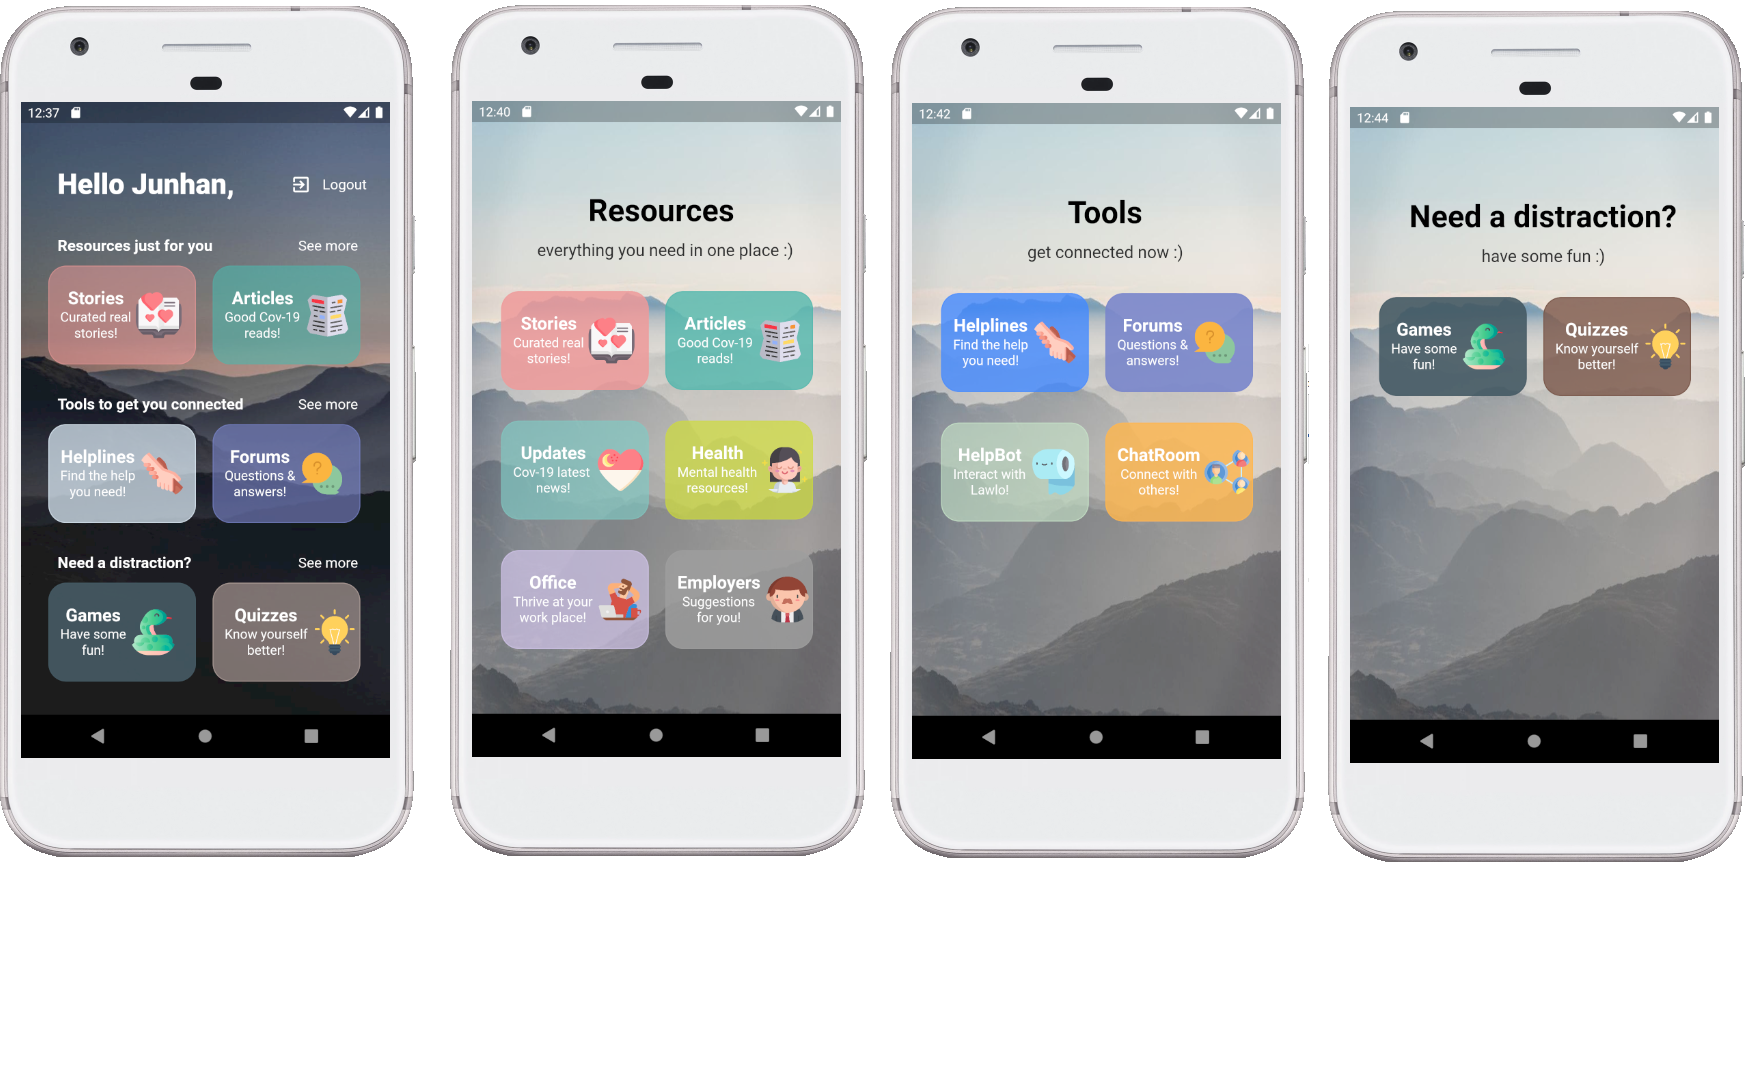 12:37
Hello Junhan,
Logout
Resources just for you
See more
Stories
Curated real
stories!
Articles
Good Cov-19
reads!
Tools to get you connected
See more
Helplines
Find the help
you need!
Forums
Questions &
answers!
Need a distraction?
See more
Games
Have some
fun!
Quizzes
Know yourself
better!
12:40
Resources
everything you need in one place :)
Stories
Curated real
stories!
Articles
Good Cov-19
reads!
Updates
Cov-19 latest
news!
Health
Mental health
resources!
Office
Thrive at your
work place!
Employers
Suggestions
for you!
12:42
Tools
get connected now :)
Helplines
Find the help
you need!
Forums
Questions &
answers!
HelpBot
Interact with
Lawlo!
ChatRoom
Connect with
others!
12:44
Need a distraction?
have some fun :)
Games
Have some
fun!
Quizzes
Know yourself
better!